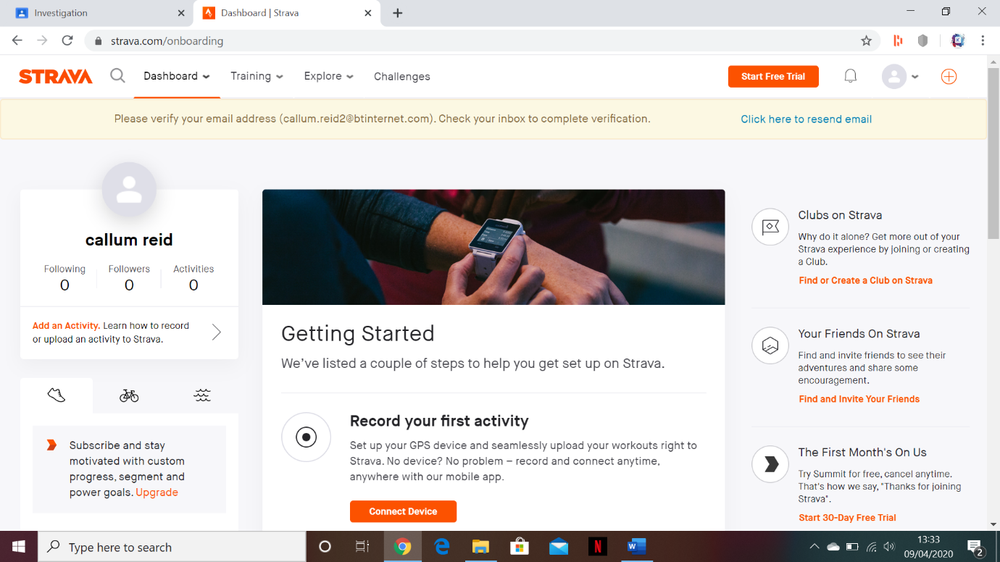 Investigation
Dashboard | Strava
strava.com/onboarding
STRAVA
Dashboard
Training
Explore
Challenges
Start Free Trial
Please verify your email address (callum.reid2@btinternet.com). Check your inbox to complete verification.
Click here to resend email
callum reid
Following
Followers
Activities
0
0
0
Add an Activity. Learn how to record
or upload an activity to Strava.
Subscribe and stay
motivated with custom
progress, segment and
power goals. Upgrade
Getting Started
We've listed a couple of steps to help you get set up on Strava.
Record your first activity
Set up your GPS device and seamlessly upload your workouts right to
Strava. No device? No problem – record and connect anytime,
anywhere with our mobile app.
Connect Device
Clubs on Strava
Why do it alone? Get more out of your
Strava experience by joining or creating
a Club.
Find or Create a Club on Strava
Your Friends On Strava
Find and invite friends to see their
adventures and share some
encouragement.
Find and Invite Your Friends
The First Month's On Us
Try Summit for free, cancel anytime.
That's how we say, "Thanks for joining
Strava".
Start 30-Day Free Trial
Type here to search
N
W
13:33
09/04/2020
2